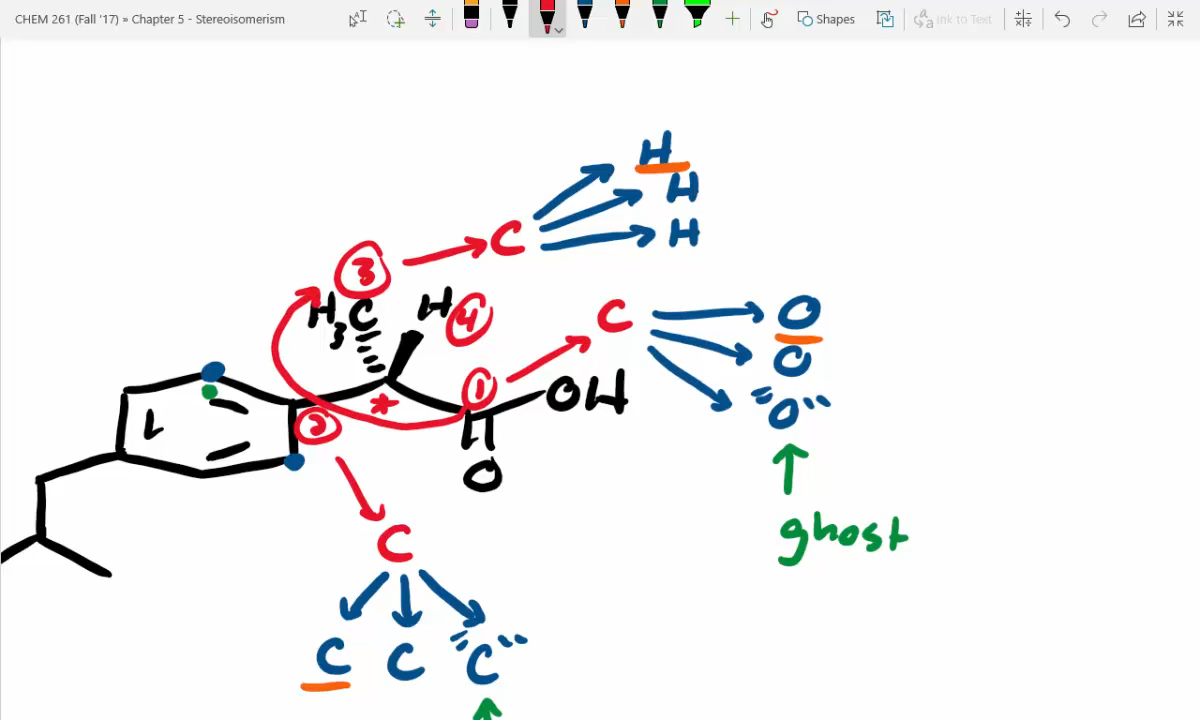 CHEM 261 (Fall '17) » Chapter 5 - Stereoisomerism
Shapes
Ink to Text
H
H
C
H
3
H3C
H
4
C
O
O
"O"
1
OH
*
2
O
ghost
C
C C "C"